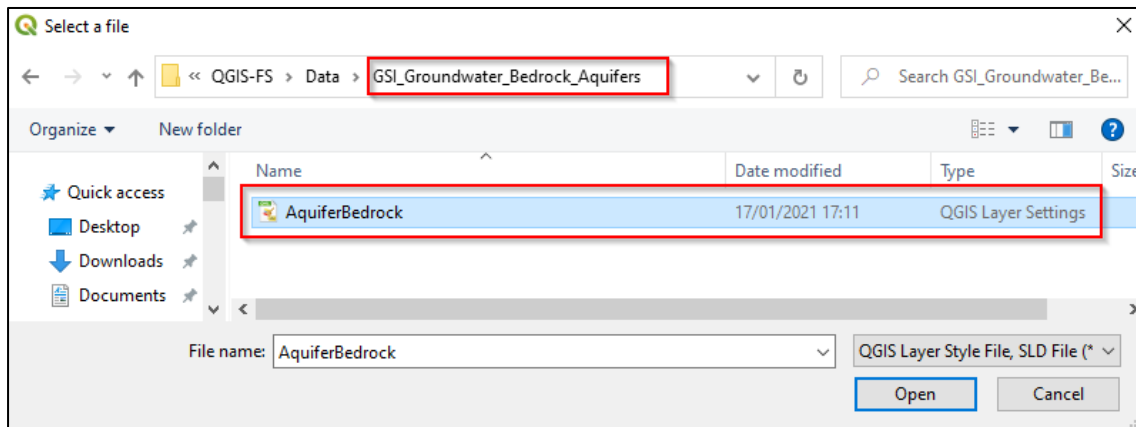 Select a file
« QGIS-FS > Data > GSI_Groundwater_Bedrock_Aquifers
Search GSI_Groundwater_Be...
Organize
New folder
Name
Date modified
Type
Size
Quick access
AquiferBedrock
17/01/2021 17:11
QGIS Layer Settings
Desktop
Downloads
Documents
File name:
AquiferBedrock
QGIS Layer Style File, SLD File (*
Open
Cancel